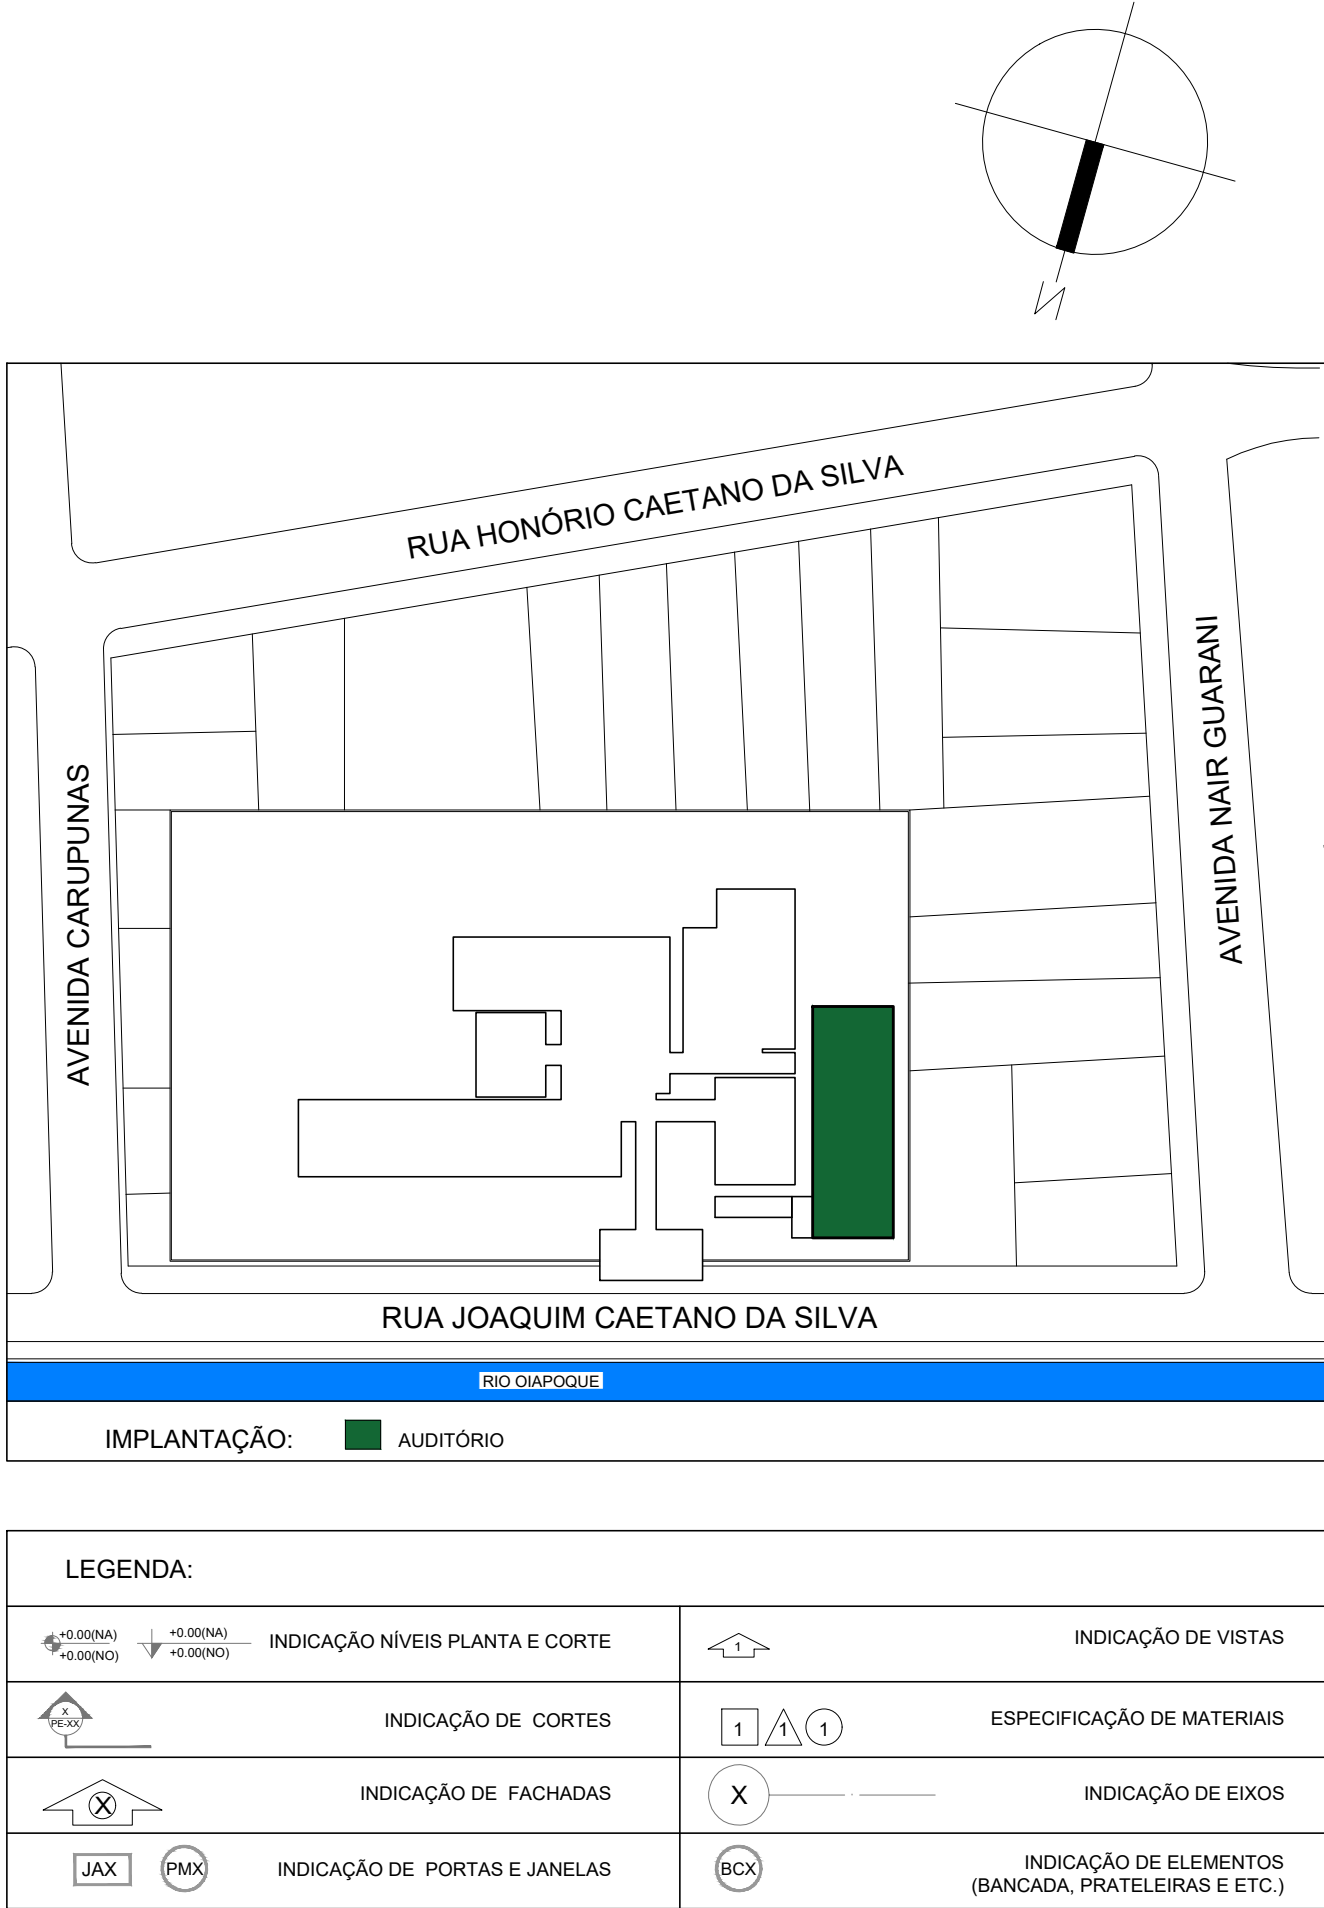 N
RUA HONÓRIO CAETANO DA SILVA
AVENIDA NAIR GUARANI
AVENIDA CARUPUNAS
RUA JOAQUIM CAETANO DA SILVA
RIO OIAPOQUE
IMPLANTAÇÃO:
AUDITÓRIO
LEGENDA:
+0.00(NA)
+0.00(NO)
+0.00(NA)
+0.00(NO)
INDICAÇÃO NÍVEIS PLANTA E CORTE
1
INDICAÇÃO DE VISTAS
X
PE-XX
INDICAÇÃO DE CORTES
1 1 1
ESPECIFICAÇÃO DE MATERIAIS
X
INDICAÇÃO DE FACHADAS
X
INDICAÇÃO DE EIXOS
JAX PMX
INDICAÇÃO DE PORTAS E JANELAS
BCX
INDICAÇÃO DE ELEMENTOS
(BANCADA, PRATELEIRAS E ETC.)